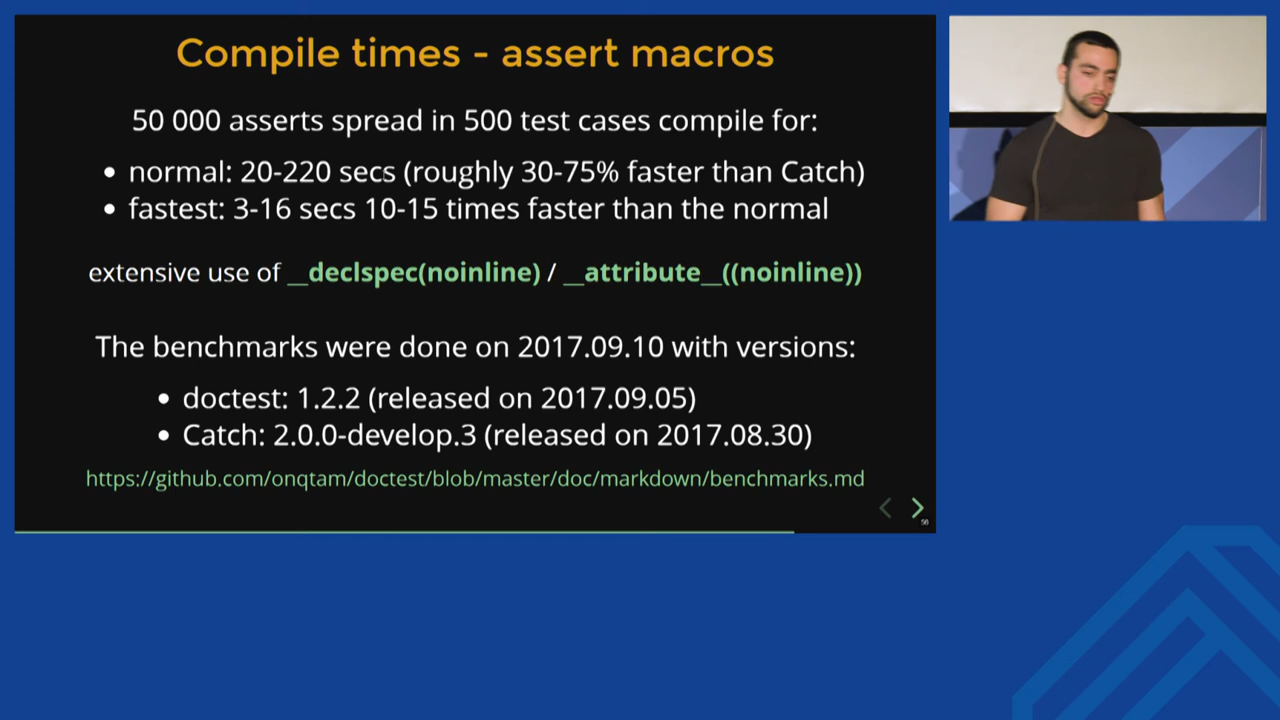 Compile times - assert macros
50 000 asserts spread in 500 test cases compile for:
• normal: 20-220 secs (roughly 30-75% faster than Catch)
• fastest: 3-16 secs 10-15 times faster than the normal
extensive use of __declspec(noinline) / __attribute__((noinline))
The benchmarks were done on 2017.09.10 with versions:
• doctest: 1.2.2 (released on 2017.09.05)
• Catch: 2.0.0-develop.3 (released on 2017.08.30)
https://github.com/onqtam/doctest/blob/master/doc/markdown/benchmarks.md